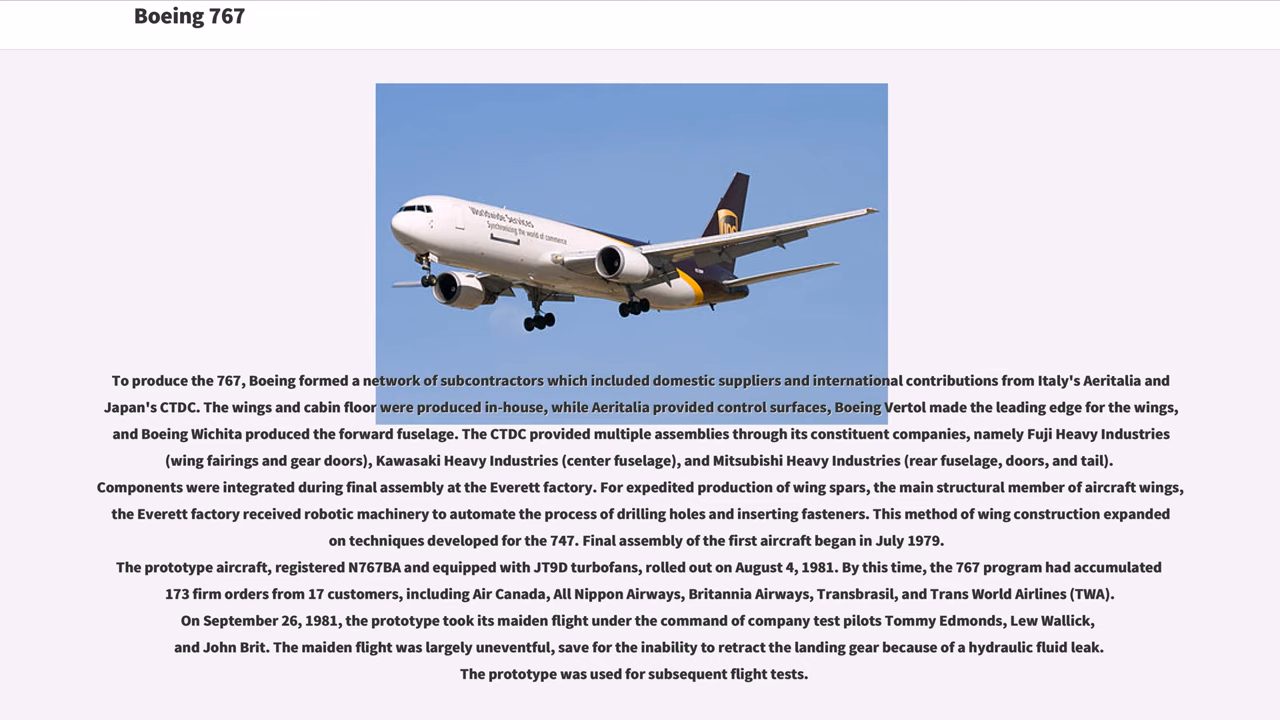 Boeing 767
Worldwide Services
Synchronizing the world of commerce
UPS
To produce the 767, Boeing formed a network of subcontractors which included domestic suppliers and international contributions from Italy's Aeritalia and
Japan's CTDC. The wings and cabin floor were produced in-house, while Aeritalia provided control surfaces, Boeing Vertol made the leading edge for the wings,
and Boeing Wichita produced the forward fuselage. The CTDC provided multiple assemblies through its constituent companies, namely Fuji Heavy Industries
(wing fairings and gear doors), Kawasaki Heavy Industries (center fuselage), and Mitsubishi Heavy Industries (rear fuselage, doors, and tail).
Components were integrated during final assembly at the Everett factory. For expedited production of wing spars, the main structural member of aircraft wings,
the Everett factory received robotic machinery to automate the process of drilling holes and inserting fasteners. This method of wing construction expanded
on techniques developed for the 747. Final assembly of the first aircraft began in July 1979.
The prototype aircraft, registered N767BA and equipped with JT9D turbofans, rolled out on August 4, 1981. By this time, the 767 program had accumulated
173 firm orders from 17 customers, including Air Canada, All Nippon Airways, Britannia Airways, Transbrasil, and Trans World Airlines (TWA).
On September 26, 1981, the prototype took its maiden flight under the command of company test pilots Tommy Edmonds, Lew Wallick,
and John Brit. The maiden flight was largely uneventful, save for the inability to retract the landing gear because of a hydraulic fluid leak.
The prototype was used for subsequent flight tests.